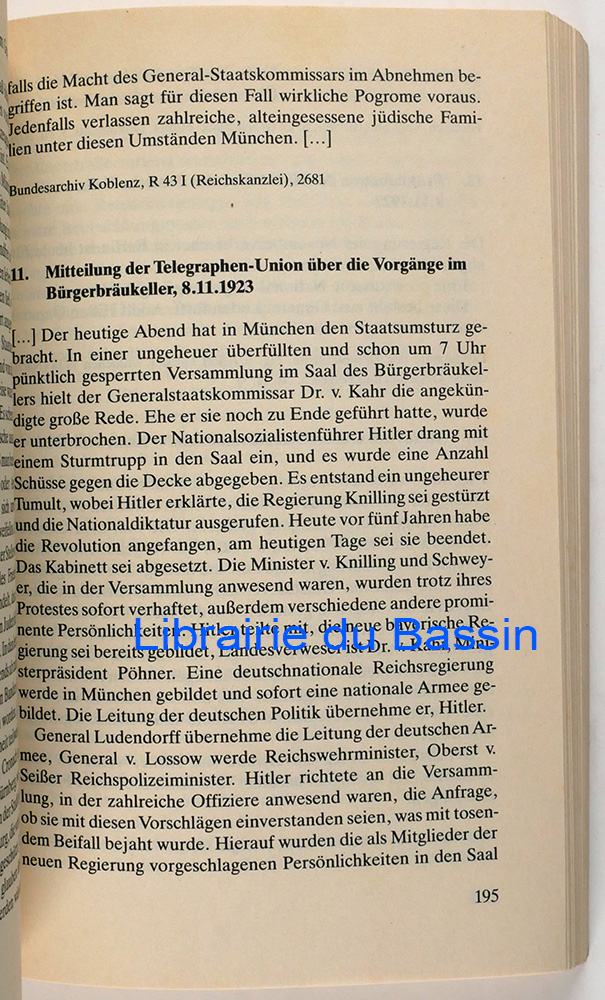 falls die Macht des General-Staatskommissars im Abnehmen be-
griffen ist. Man sagt für diesen Fall wirkliche Pogrome voraus.
Jedenfalls verlassen zahlreiche, alteingesessene jüdische Fami-
lien unter diesen Umständen München. [...]
Bundesarchiv Koblenz, R 43 I (Reichskanzlei), 2681
11. Mitteilung der Telegraphen-Union über die Vorgänge im
Bürgerbräukeller, 8.11.1923
[...] Der heutige Abend hat in München den Staatsumsturz ge-
bracht. In einer ungeheuer überfüllten und schon um 7 Uhr
pünktlich gesperrten Versammlung im Saal des Bürgerbräukel-
lers hielt der Generalstaatskommissar Dr. v. Kahr die angekün-
digte große Rede. Ehe er sie noch zu Ende geführt hatte, wurde
er unterbrochen. Der Nationalsozialistenführer Hitler drang mit
einem Sturmtrupp in den Saal ein, und es wurde eine Anzahl
Schüsse gegen die Decke abgegeben. Es entstand ein ungeheurer
Tumult, wobei Hitler erklärte, die Regierung Knilling sei gestürzt
und die Nationaldiktatur ausgerufen. Heute vor fünf Jahren habe
die Revolution angefangen, am heutigen Tage sei sie beendet.
Das Kabinett sei abgesetzt. Die Minister v. Knilling und Schwey-
er, die in der Versammlung anwesend waren, wurden trotz ihres
Protestes sofort verhaftet, außerdem verschiedene andere promi-
nente Persönlichkeiten. Hitler teilte mit, die neue bayerische Re-
gierung sei bereits gebildet, Landesverweser ist Dr. v. Kahr, Mini-
sterpräsident Pöhner. Eine deutschnationale Reichsregierung
werde in München gebildet und sofort eine nationale Armee ge-
bildet. Die Leitung der deutschen Politik übernehme er, Hitler.
General Ludendorff übernehme die Leitung der deutschen Ar-
mee, General v. Lossow werde Reichswehrminister, Oberst v.
Seißer Reichspolizeiminister. Hitler richtete an die Versamm-
lung, in der zahlreiche Offiziere anwesend waren, die Anfrage,
ob sie mit diesen Vorschlägen einverstanden seien, was mit tosen-
dem Beifall bejaht wurde. Hierauf wurden die als Mitglieder der
neuen Regierung vorgeschlagenen Persönlichkeiten in den Saal
195
Librairie du Bassin